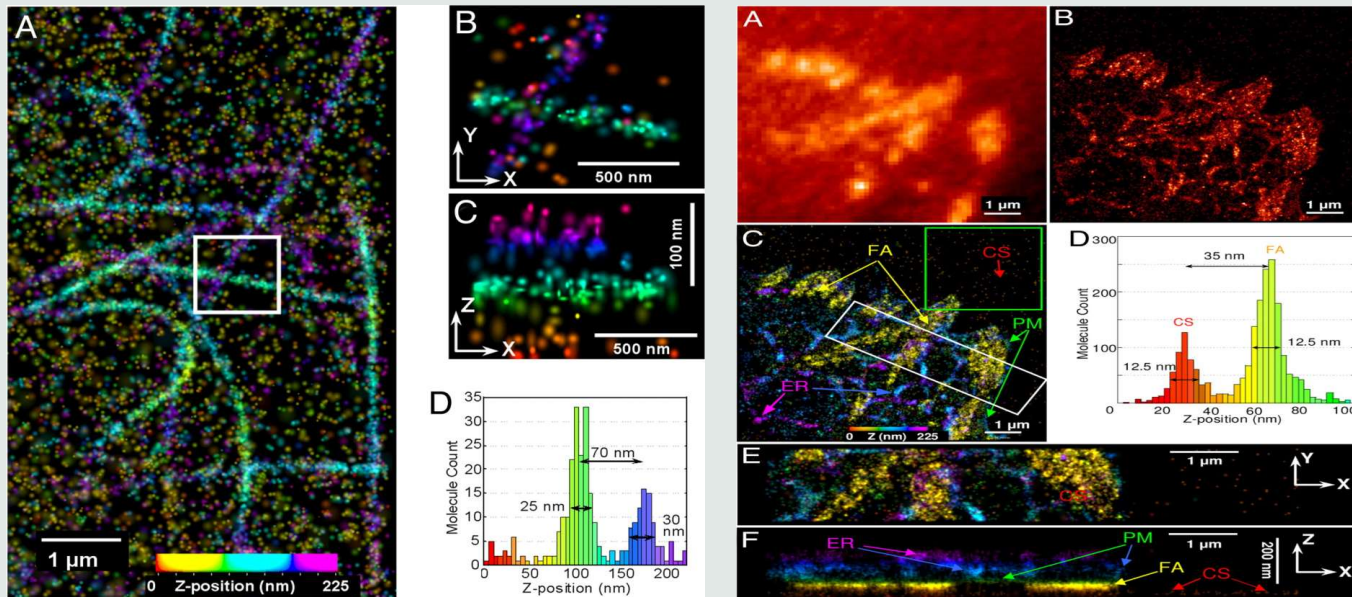 A
1 µm
0 Z-position (nm) 225
B
Y
X
500 nm
C
100 nm
Z
X
500 nm
D
35
30
25
20
15
10
5
0
Molecule Count
70 nm
25 nm
30 nm
0 50 100 150 200
Z-position (nm)
A
1 µm
B
1 µm
C
FA
CS
PM
ER
0 Z (nm) 225
1 µm
D
300
200
100
Molecule Count
FA
35 nm
CS
12.5 nm
12.5 nm
0 20 40 60 80 100
Z-position (nm)
E
1 µm
Y
X
F
ER
PM
1 µm
200 nm
Z
X
FA
CS